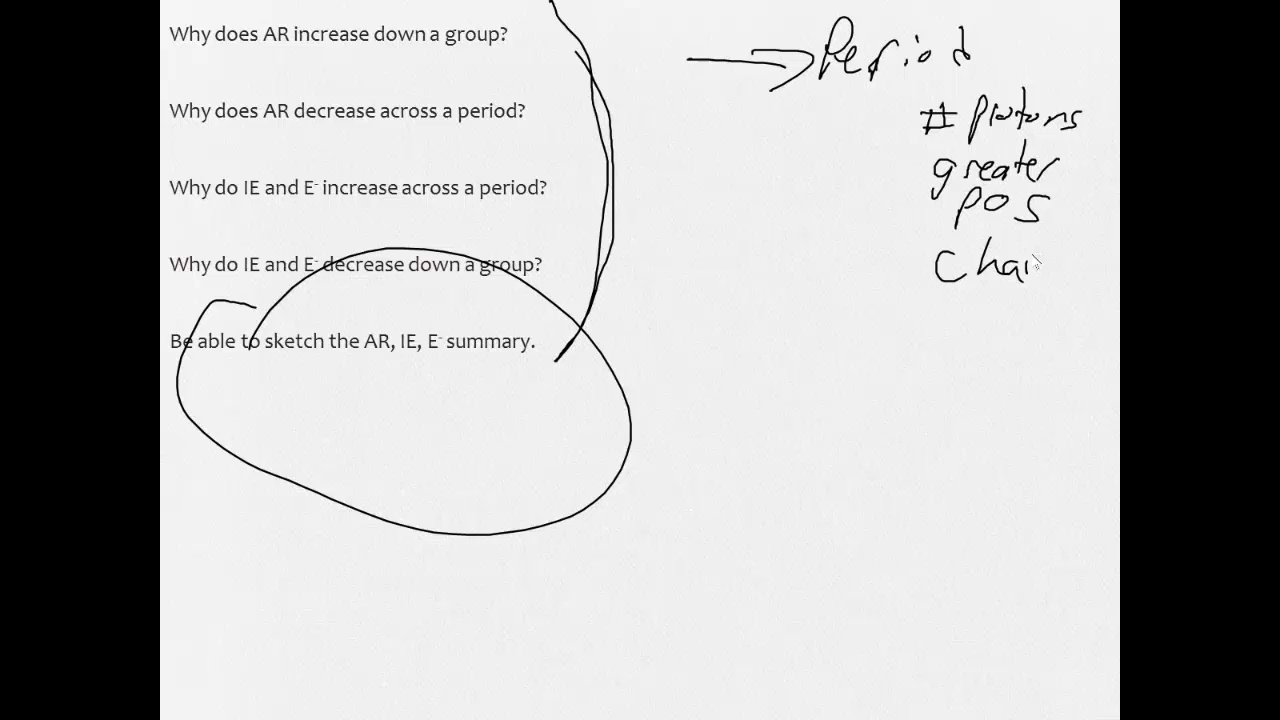 Why does AR increase down a group?
Why does AR decrease across a period?
Why do IE and E⁻ increase across a period?
Why do IE and E⁻ decrease down a group?
Be able to sketch the AR, IE, E⁻ summary.
Period
# protons
greater
pos
chai